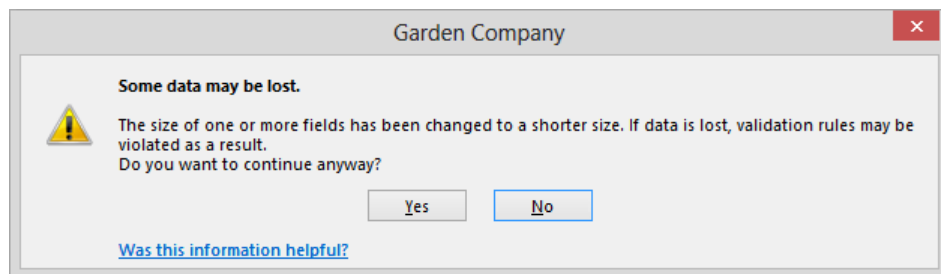 Garden Company
Some data may be lost.
The size of one or more fields has been changed to a shorter size. If data is lost, validation rules may be
violated as a result.
Do you want to continue anyway?
Yes No
Was this information helpful?